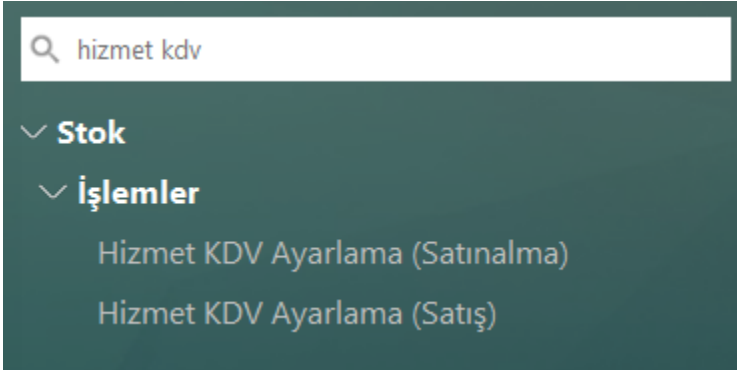 hizmet kdv
Stok
İşlemler
Hizmet KDV Ayarlama (Satınalma)
Hizmet KDV Ayarlama (Satış)